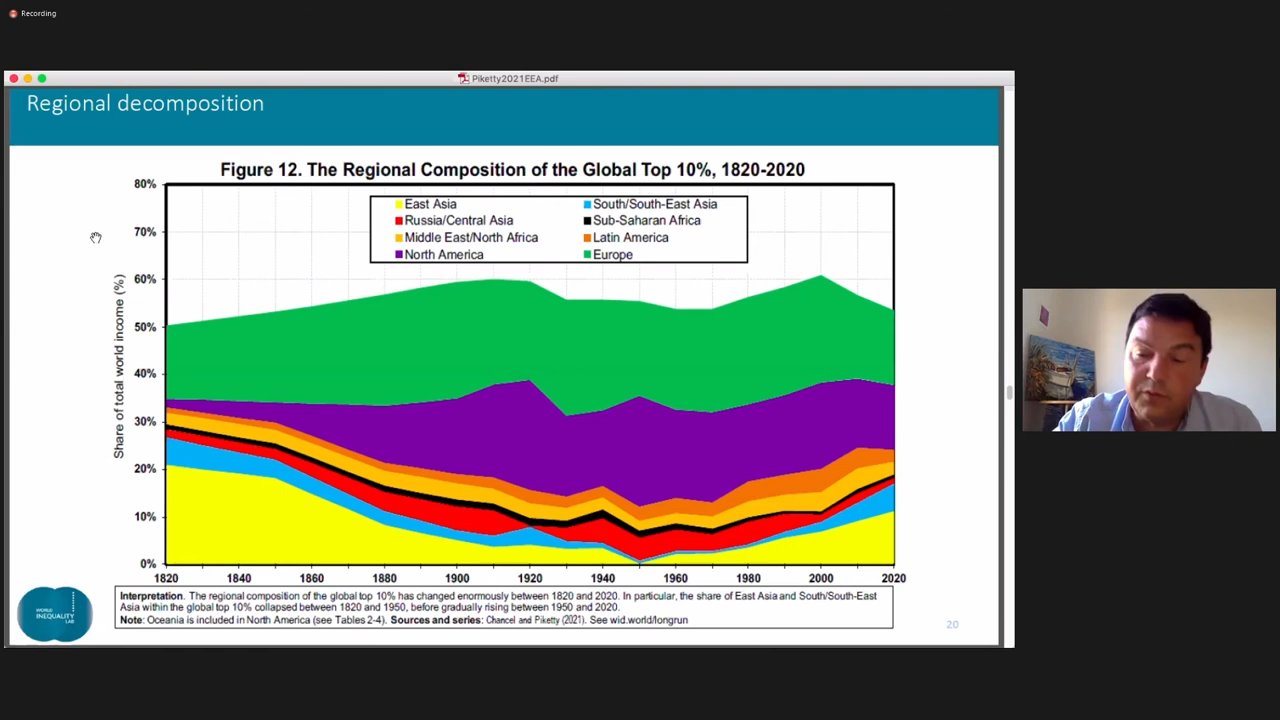 Recording
Piketty2021EEA.pdf
Regional decomposition
Figure 12. The Regional Composition of the Global Top 10%, 1820-2020
Share of total world income (%)
80%
70%
60%
50%
40%
30%
20%
10%
0%
East Asia South/South-East Asia
Russia/Central Asia Sub-Saharan Africa
Middle East/North Africa Latin America
North America Europe
1820 1840 1860 1880 1900 1920 1940 1960 1980 2000 2020
Interpretation. The regional composition of the global top 10% has changed enormously between 1820 and 2020. In particular, the share of East Asia and South/South-East
Asia within the global top 10% collapsed between 1820 and 1950, before gradually rising between 1950 and 2020.
Note: Oceania is included in North America (see Tables 2-4). Sources and series: Chancel and Piketty (2021). See wid.world/longrun
WORLD
INEQUALITY
LAB
20